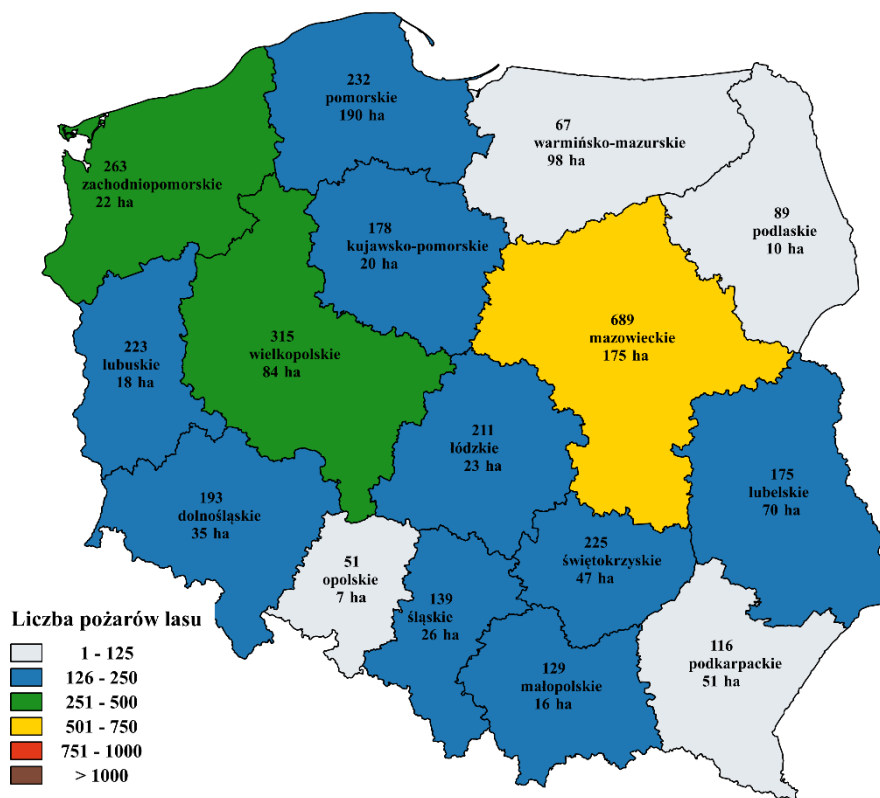 232
pomorskie
190 ha
67
warmińsko-mazurskie
98 ha
263
zachodniopomorskie
22 ha
178
kujawsko-pomorskie
20 ha
89
podlaskie
10 ha
689
mazowieckie
175 ha
315
wielkopolskie
84 ha
223
lubuskie
18 ha
211
łódzkie
23 ha
175
lubelskie
70 ha
193
dolnośląskie
35 ha
225
świętokrzyskie
47 ha
51
opolskie
7 ha
139
śląskie
26 ha
129
małopolskie
16 ha
116
podkarpackie
51 ha
Liczba pożarów lasu
1 - 125
126 - 250
251 - 500
501 - 750
751 - 1000
> 1000